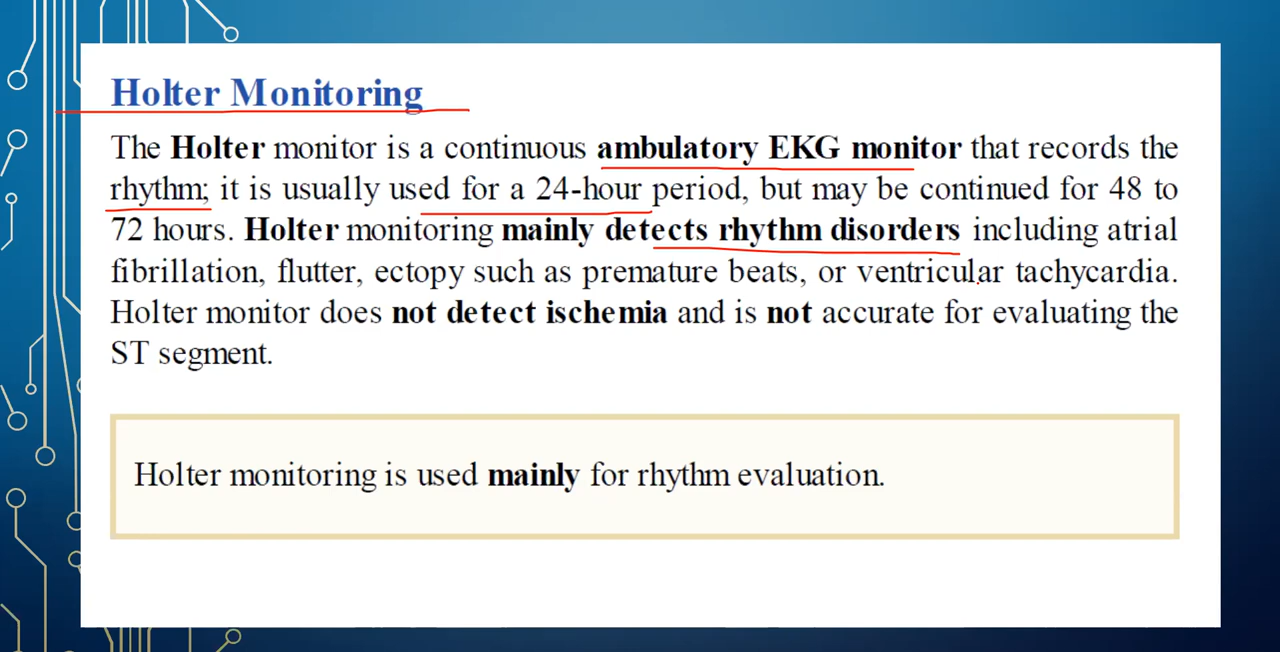 Holter Monitoring
The Holter monitor is a continuous ambulatory EKG monitor that records the
rhythm; it is usually used for a 24-hour period, but may be continued for 48 to
72 hours. Holter monitoring mainly detects rhythm disorders including atrial
fibrillation, flutter, ectopy such as premature beats, or ventricular tachycardia.
Holter monitor does not detect ischemia and is not accurate for evaluating the
ST segment.
Holter monitoring is used mainly for rhythm evaluation.